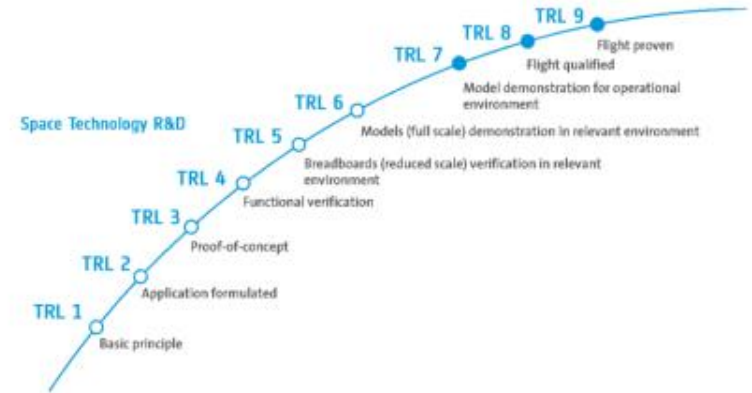 TRL 9
Flight proven
TRL 8
Flight qualified
TRL 7
Model demonstration for operational
environment
TRL 6
Models (full scale) demonstration in relevant environment
Space Technology R&D
TRL 5
Breadboards (reduced scale) verification in relevant
environment
TRL 4
Functional verification
TRL 3
Proof-of-concept
TRL 2
Application formulated
TRL 1
Basic principle